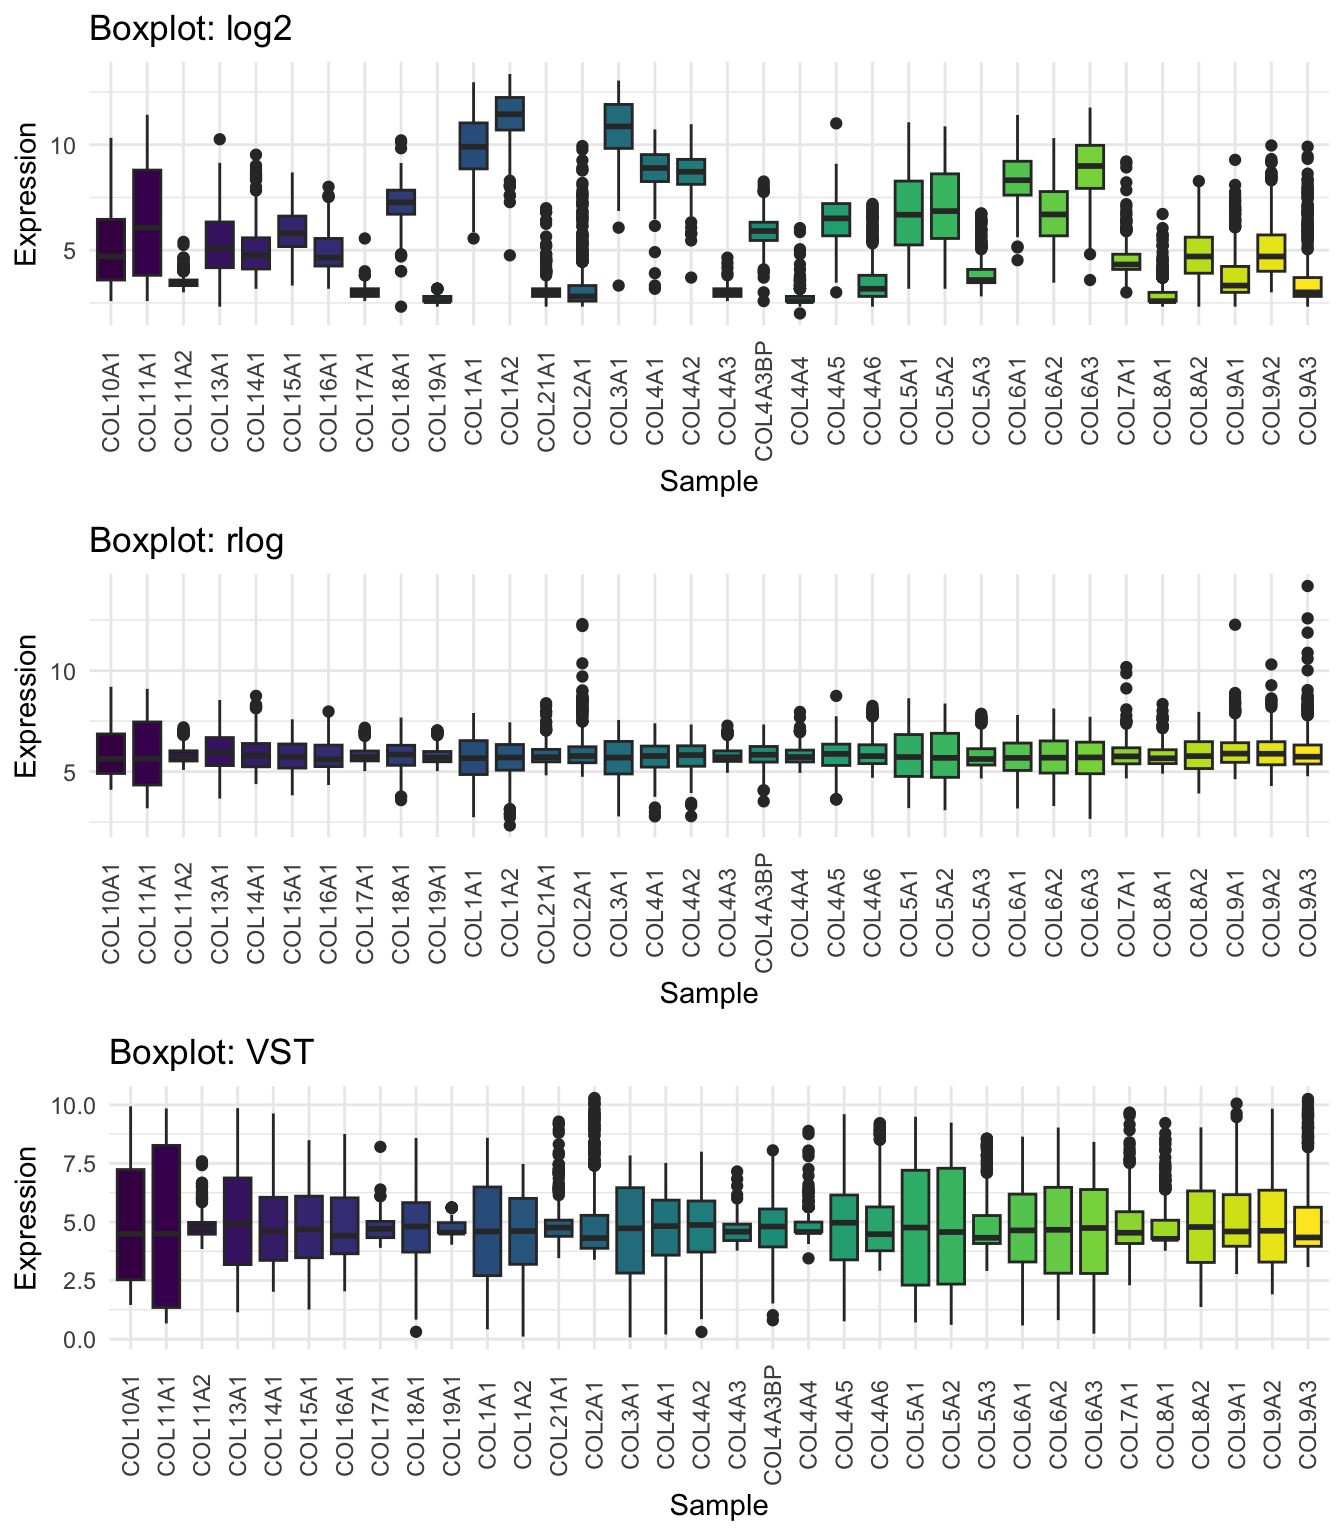 Boxplot: log2
Expression
10
5
COL10A1 COL11A1 COL11A2 COL13A1 COL14A1 COL15A1 COL16A1 COL17A1 COL18A1 COL19A1 COL1A1 COL1A2 COL21A1 COL2A1 COL3A1 COL4A1 COL4A2 COL4A3 COL4A3BP COL4A4 COL4A5 COL4A6 COL5A1 COL5A2 COL5A3 COL6A1 COL6A2 COL6A3 COL7A1 COL8A1 COL8A2 COL9A1 COL9A2 COL9A3
Sample
Boxplot: rlog
Expression
10
5
COL10A1 COL11A1 COL11A2 COL13A1 COL14A1 COL15A1 COL16A1 COL17A1 COL18A1 COL19A1 COL1A1 COL1A2 COL21A1 COL2A1 COL3A1 COL4A1 COL4A2 COL4A3 COL4A3BP COL4A4 COL4A5 COL4A6 COL5A1 COL5A2 COL5A3 COL6A1 COL6A2 COL6A3 COL7A1 COL8A1 COL8A2 COL9A1 COL9A2 COL9A3
Sample
Boxplot: VST
Expression
10.0
7.5
5.0
2.5
0.0
COL10A1 COL11A1 COL11A2 COL13A1 COL14A1 COL15A1 COL16A1 COL17A1 COL18A1 COL19A1 COL1A1 COL1A2 COL21A1 COL2A1 COL3A1 COL4A1 COL4A2 COL4A3 COL4A3BP COL4A4 COL4A5 COL4A6 COL5A1 COL5A2 COL5A3 COL6A1 COL6A2 COL6A3 COL7A1 COL8A1 COL8A2 COL9A1 COL9A2 COL9A3
Sample